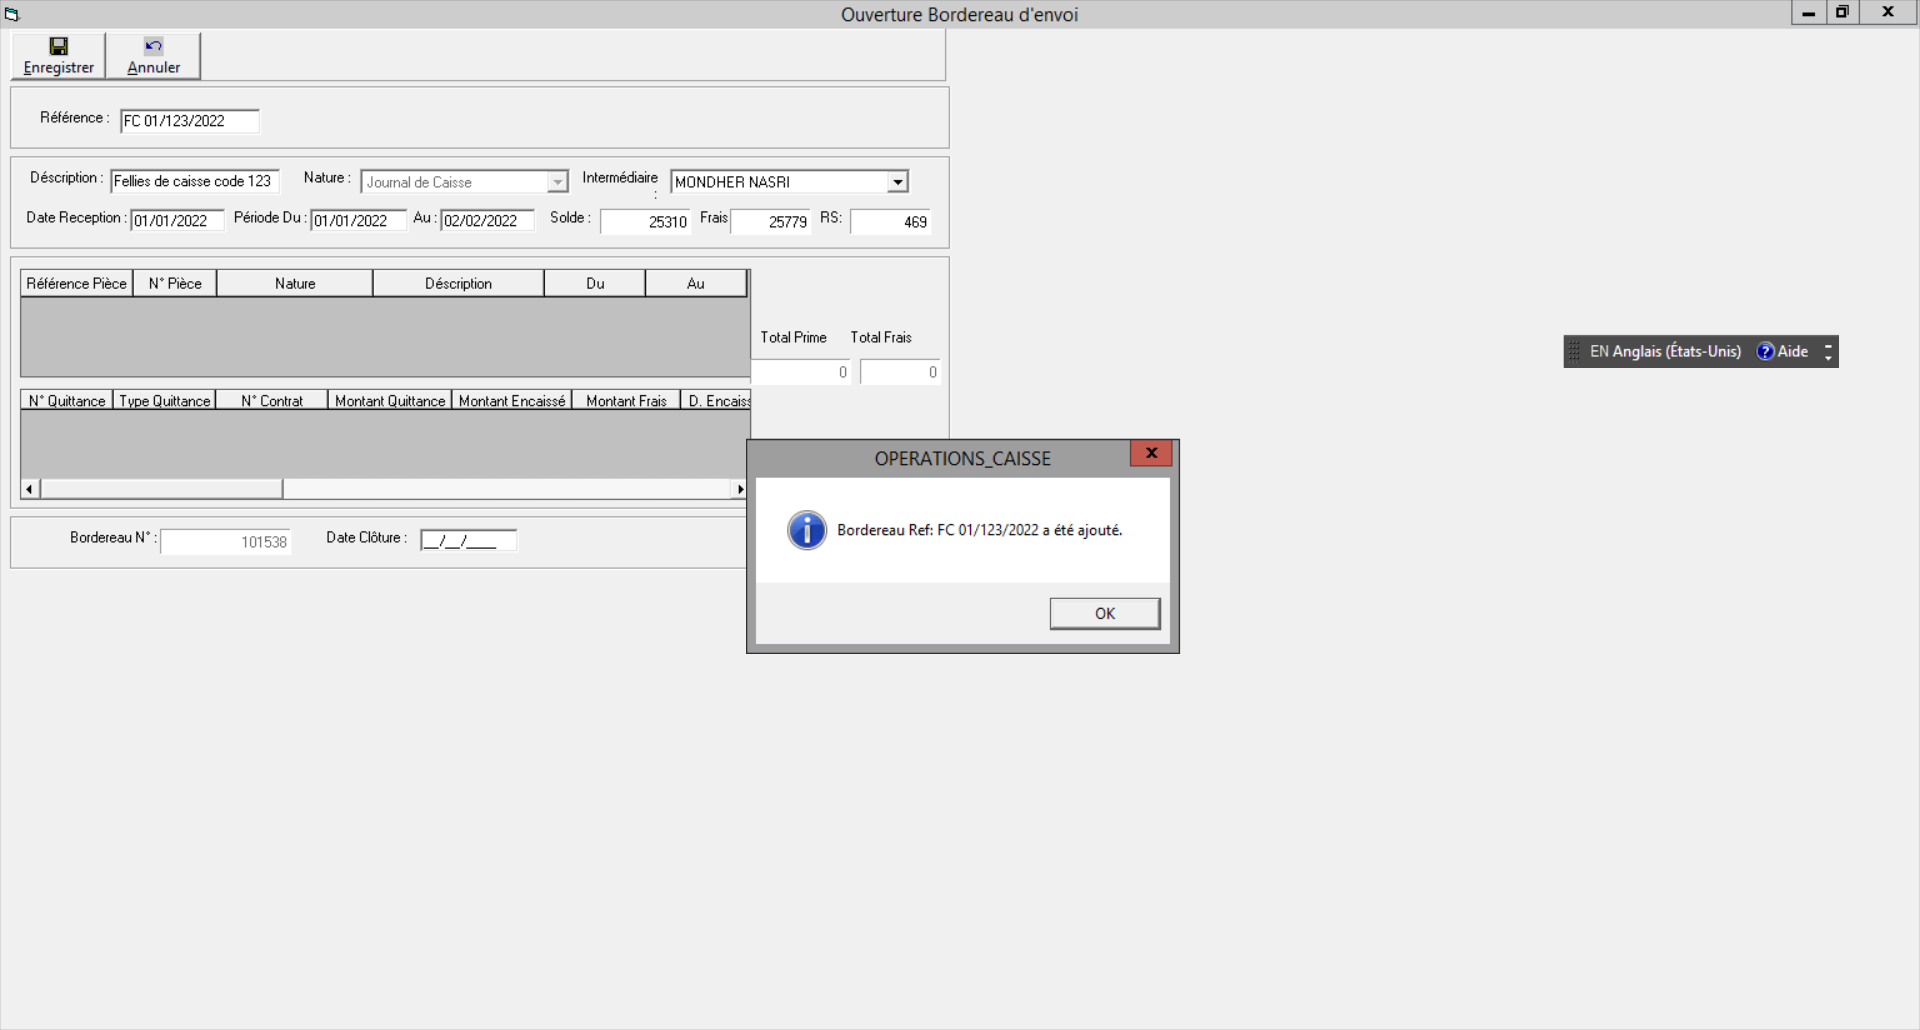 Ouverture Bordereau d'envoi
Enregistrer Annuler
Référence : FC 01/123/2022
Déscription : Fellies de caisse code 123 Nature : Journal de Caisse Intermédiaire : MONDHER NASRI
Date Reception : 01/01/2022 Période Du : 01/01/2022 Au : 02/02/2022 Solde : 25310 Frais 25779 RS: 469
Référence Pièce N° Pièce Nature Déscription Du Au
Total Prime Total Frais
EN Anglais (États-Unis) Aide
0 0
N° Quittance Type Quittance N° Contrat Montant Quittance Montant Encaissé Montant Frais D. Encaiss
OPERATIONS_CAISSE
Bordereau Ref: FC 01/123/2022 a été ajouté.
OK
Bordereau N° : 101538 Date Clôture : __/__/____